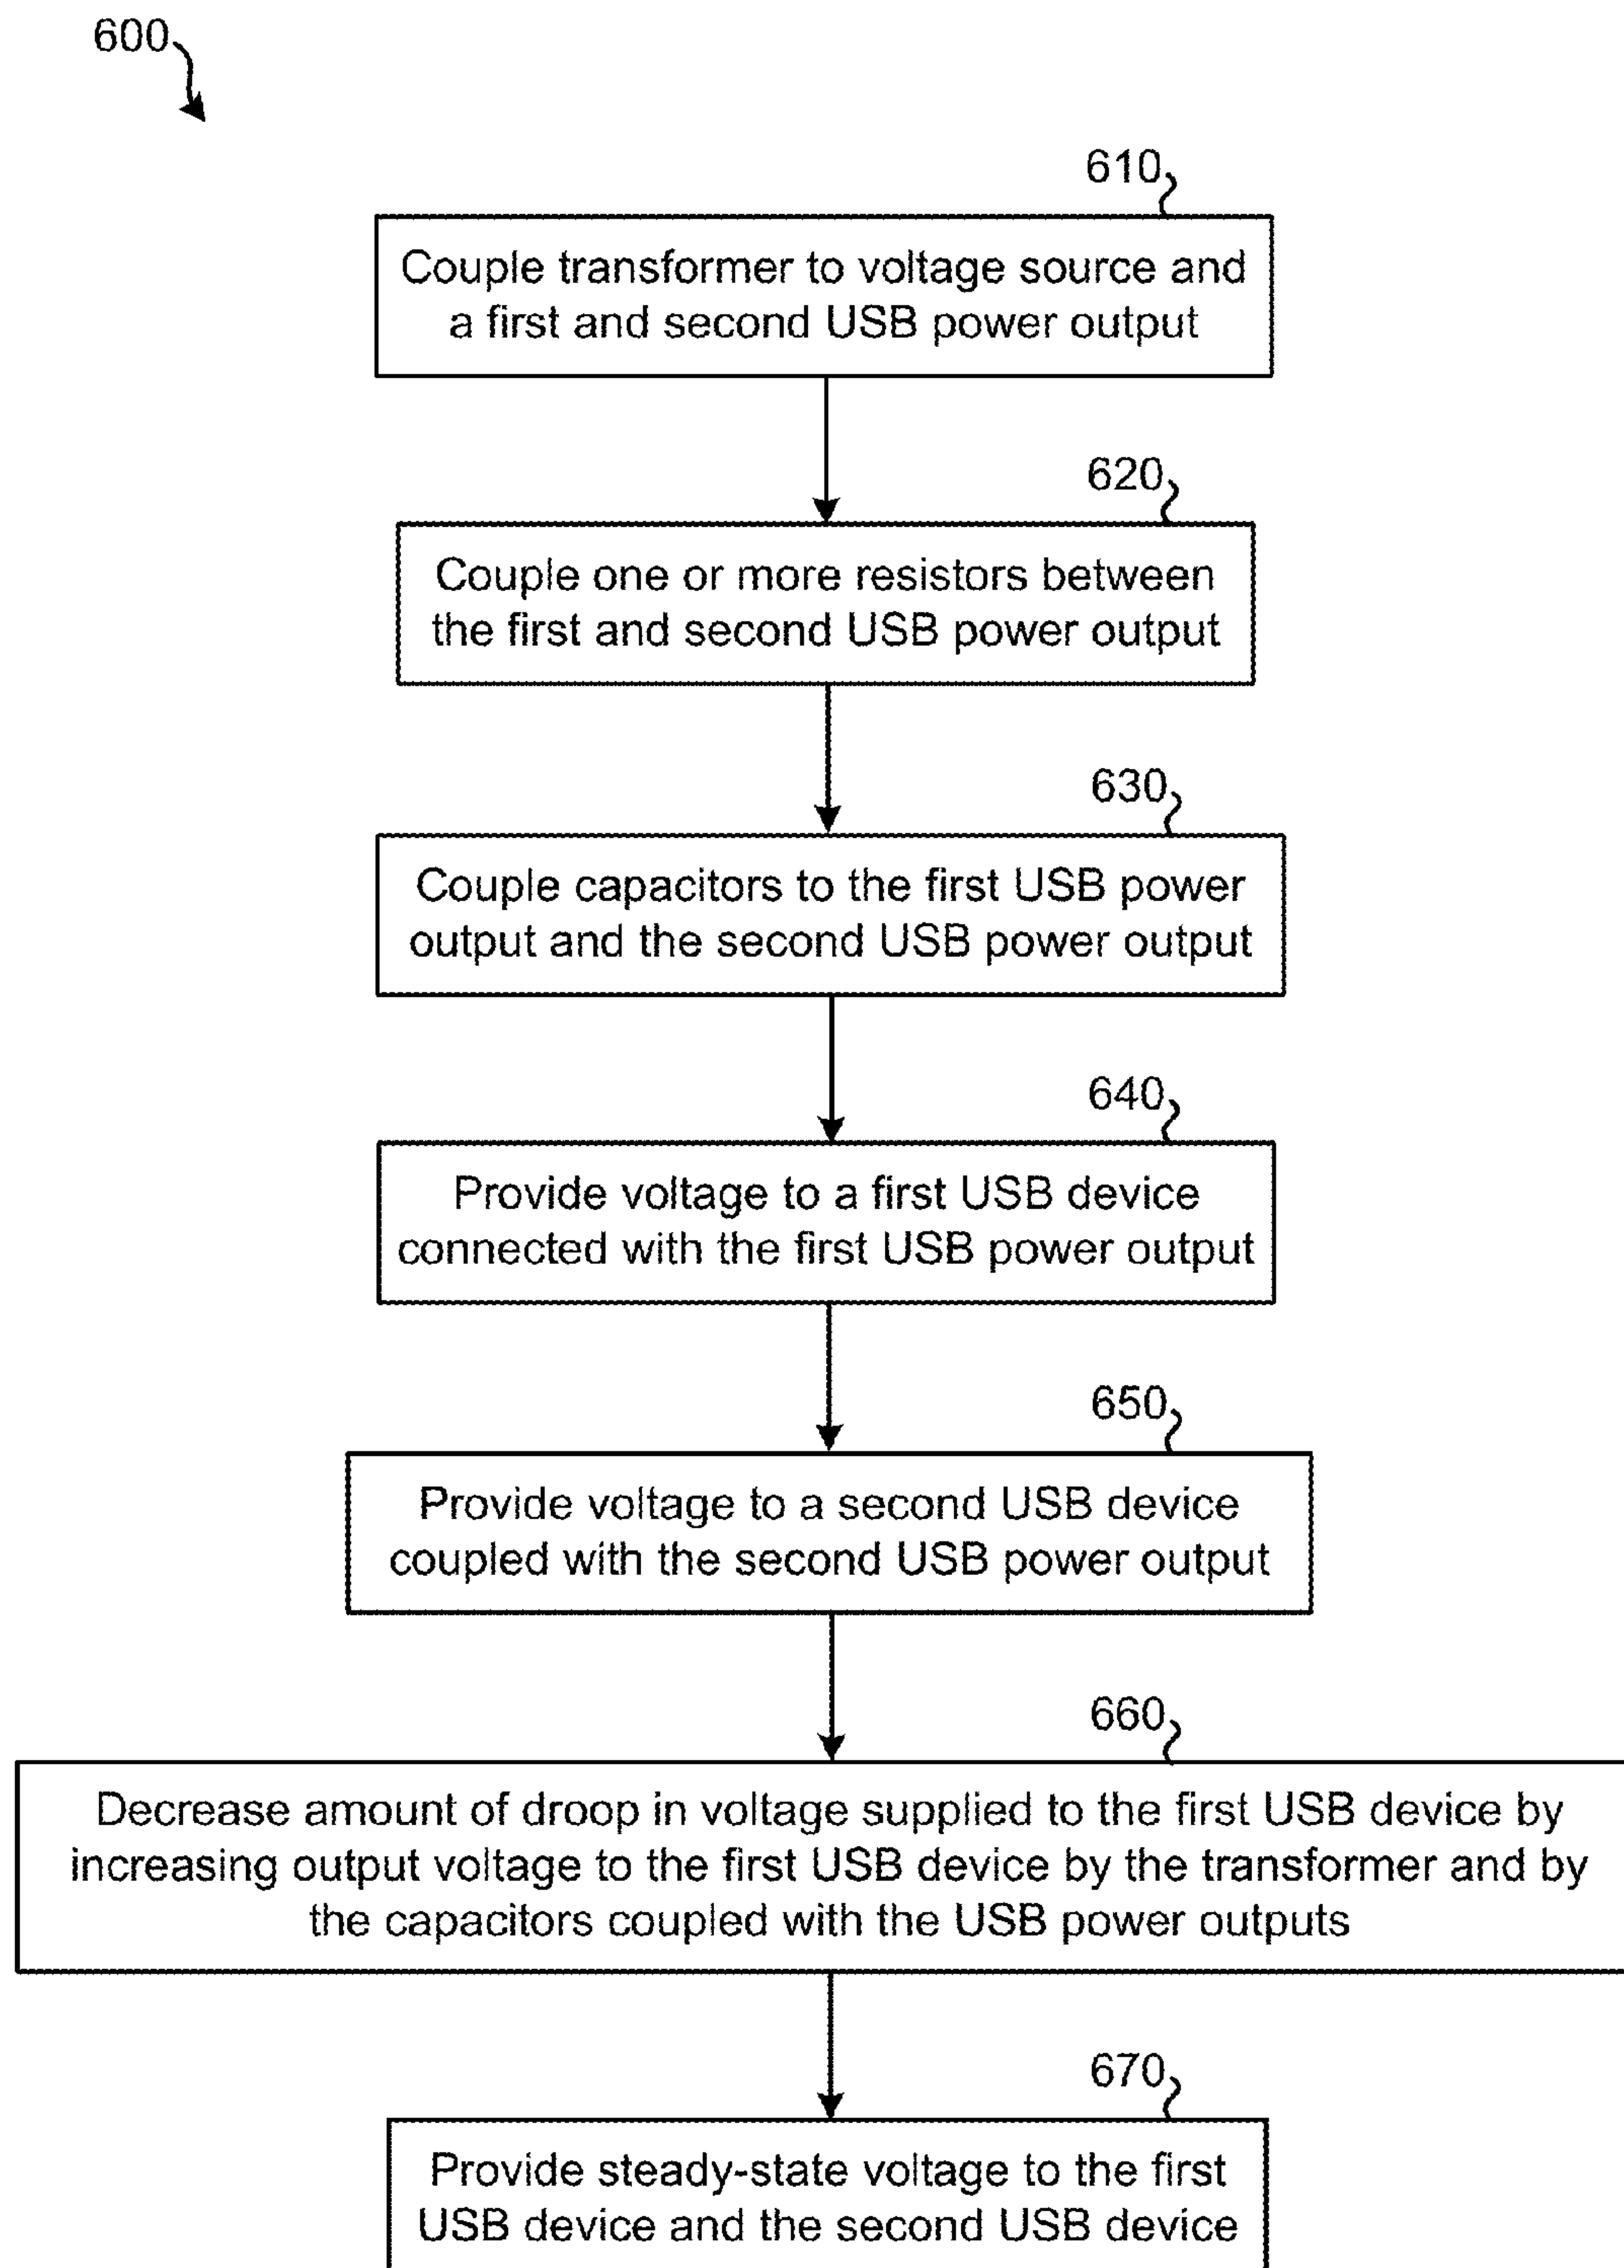 600
610
Couple transformer to voltage source and
a first and second USB power output
620
Couple one or more resistors between
the first and second USB power output
630
Couple capacitors to the first USB power
output and the second USB power output
640
Provide voltage to a first USB device
connected with the first USB power output
650
Provide voltage to a second USB device
coupled with the second USB power output
660
Decrease amount of droop in voltage supplied to the first USB device by
increasing output voltage to the first USB device by the transformer and by
the capacitors coupled with the USB power outputs
670
Provide steady-state voltage to the first
USB device and the second USB device